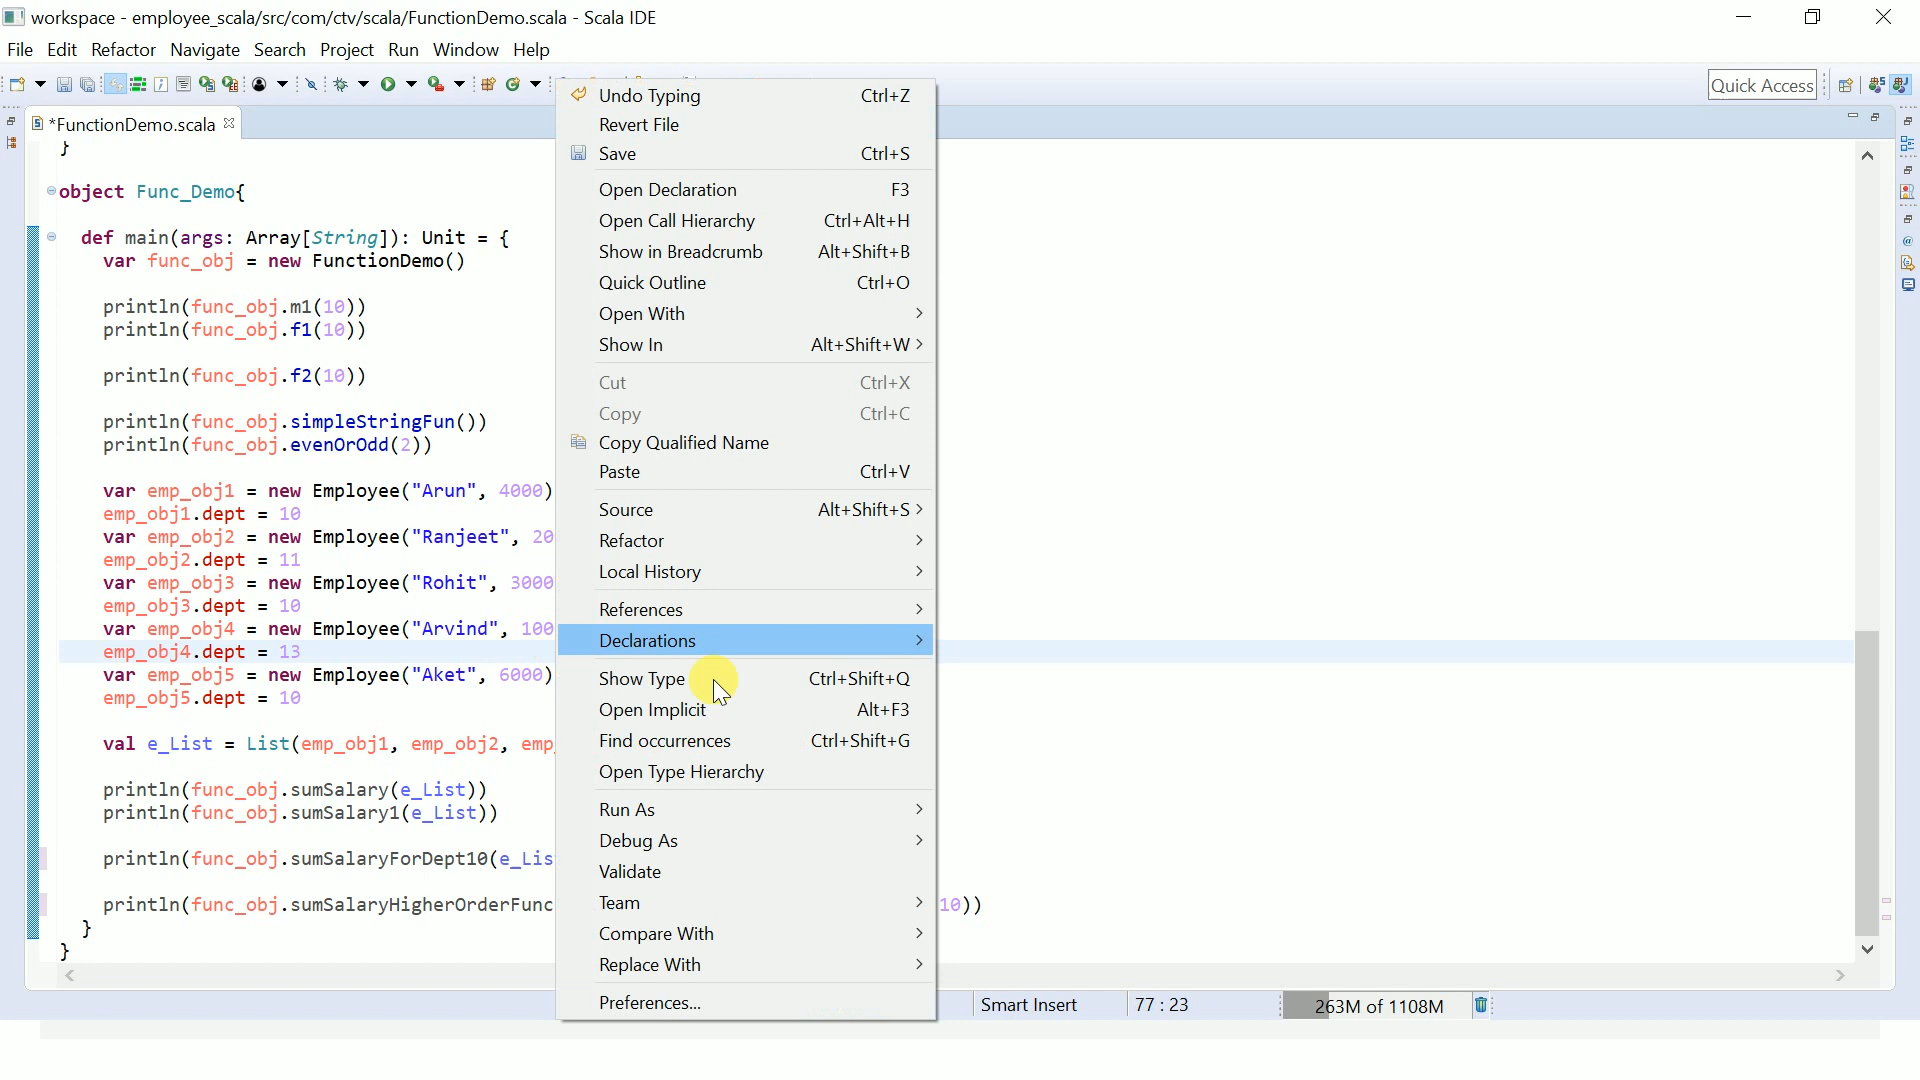 workspace - employee_scala/src/com/ctv/scala/FunctionDemo.scala - Scala IDE
File Edit Refactor Navigate Search Project Run Window Help
Quick Access
*FunctionDemo.scala
}
object Func_Demo{
def main(args: Array[String]): Unit = {
var func_obj = new FunctionDemo()
println(func_obj.m1(10))
println(func_obj.f1(10))
println(func_obj.f2(10))
println(func_obj.simpleStringFun())
println(func_obj.evenOrOdd(2))
var emp_obj1 = new Employee("Arun", 4000)
emp_obj1.dept = 10
var emp_obj2 = new Employee("Ranjeet", 20
emp_obj2.dept = 11
var emp_obj3 = new Employee("Rohit", 3000
emp_obj3.dept = 10
var emp_obj4 = new Employee("Arvind", 100
emp_obj4.dept = 13
var emp_obj5 = new Employee("Aket", 6000)
emp_obj5.dept = 10
val e_List = List(emp_obj1, emp_obj2, emp_
println(func_obj.sumSalary(e_List))
println(func_obj.sumSalary1(e_List))
println(func_obj.sumSalaryForDept10(e_Lis
println(func_obj.sumSalaryHigherOrderFunc 10))
}
}
Undo Typing Ctrl+Z
Revert File
Save Ctrl+S
Open Declaration F3
Open Call Hierarchy Ctrl+Alt+H
Show in Breadcrumb Alt+Shift+B
Quick Outline Ctrl+O
Open With
Show In Alt+Shift+W
Cut Ctrl+X
Copy Ctrl+C
Copy Qualified Name
Paste Ctrl+V
Source Alt+Shift+S
Refactor
Local History
References
Declarations
Show Type Ctrl+Shift+Q
Open Implicit Alt+F3
Find occurrences Ctrl+Shift+G
Open Type Hierarchy
Run As
Debug As
Validate
Team
Compare With
Replace With
Preferences...
Smart Insert 77 : 23 263M of 1108M